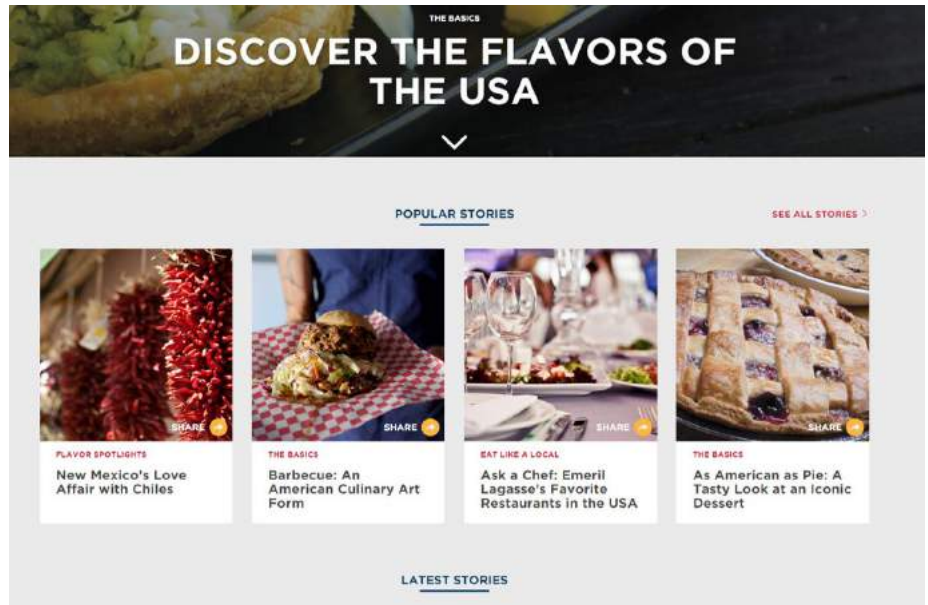 THE BASICS
DISCOVER THE FLAVORS OF
THE USA
POPULAR STORIES
SEE ALL STORIES >
SHARE
FLAVOR SPOTLIGHTS
New Mexico's Love
Affair with Chiles
SHARE
THE BASICS
Barbecue: An
American Culinary Art
Form
SHARE
EAT LIKE A LOCAL
Ask a Chef: Emeril
Lagasse's Favorite
Restaurants in the USA
SHARE
THE BASICS
As American as Pie: A
Tasty Look at an Iconic
Dessert
LATEST STORIES